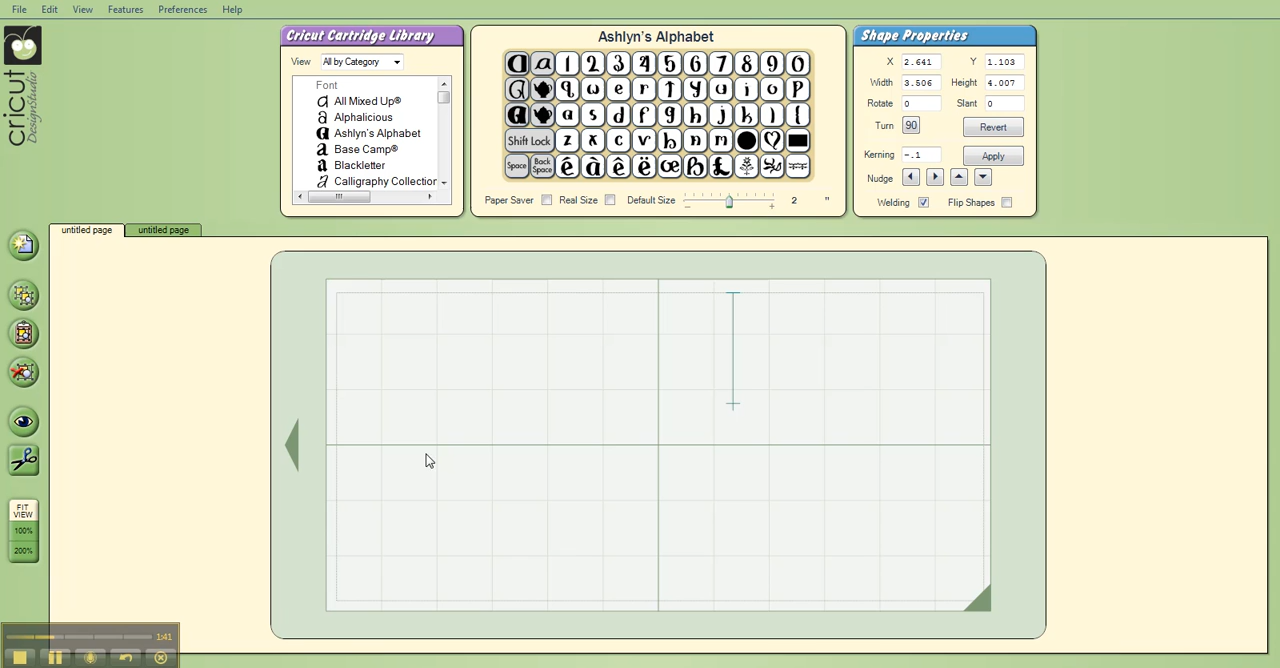 File Edit View Features Preferences Help
cricut
DesignStudio
Cricut Cartridge Library
View All by Category
Font
All Mixed Up®
Alphalicious
Ashlyn's Alphabet
Base Camp®
Blackletter
Calligraphy Collection
Ashlyn's Alphabet
a a 1 2 3 4 5 6 7 8 9 0
q w e r t y u i o p
a s d f g h j k l
Shift Lock z x c v b n m
Space Back Space é à ê ë œ ß £
Paper Saver Real Size Default Size 2 "
Shape Properties
X 2.641 Y 1.103
Width 3.506 Height 4.007
Rotate 0 Slant 0
Turn 90 Revert
Kerning -.1 Apply
Nudge
Welding Flip Shapes
untitled page untitled page
FIT VIEW
100%
200%
1:41